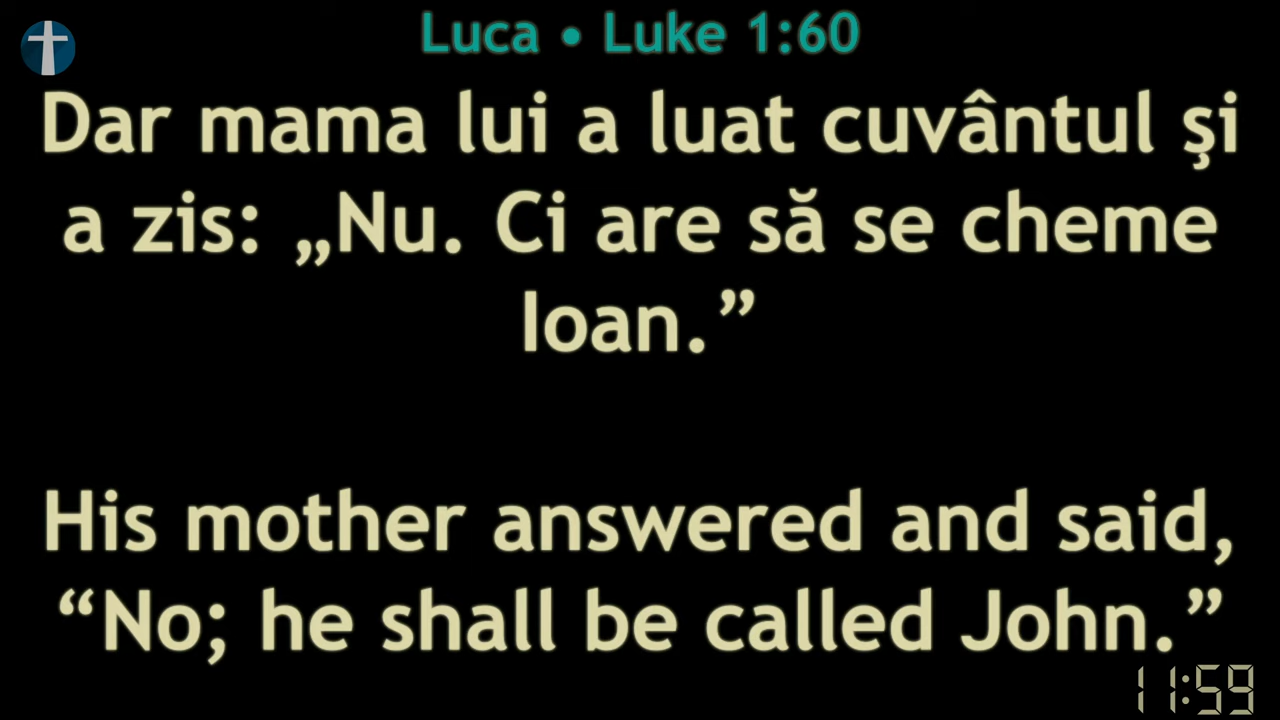 Luca • Luke 1:60
Dar mama lui a luat cuvântul şi
a zis: „Nu. Ci are să se cheme
Ioan.”
His mother answered and said,
“No; he shall be called John.”
11:59